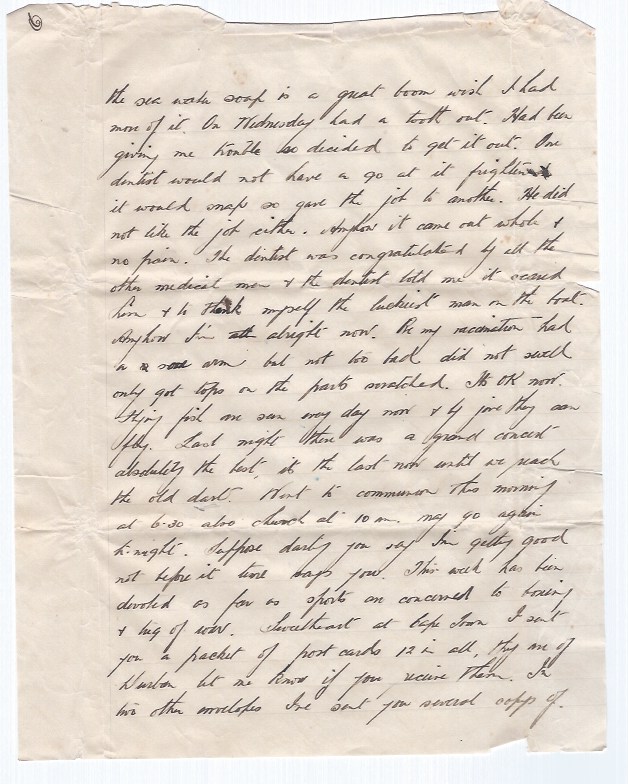 6
the sea water soap is a great boom wish I had
more of it. On Wednesday had a tooth out. Had been
giving me trouble so decided to get it out. One
dentist would not have a go at it frightened
it would snap so gave the job to another. He did
not like the job either. Anyhow it came out whole &
no pain. The dentist was congratulated by all the
other medical men & the dentist told me it scared
him & to think myself the luckiest man on the boat.
Anyhow I'm alright now. Re my vaccination had
a sore arm but not too bad did not swell
only got tops on the parts scratched. Its OK now.
Flying fish are seen every day now & by jove they can
fly. Last night there was a grand concert
absolutely the best, its the last now until we reach
the old dart. Went to communion this morning
at 6-30 also church at 10 am. may go again
to-night. Suppose darling you say I'm getting good
not before it time says you. This week has been
devoted as far as sports are concerned to boxing
& tug of war. Sweetheart at Cape Town I sent
you a packet of post cards 12 in all, they are of
Durban let me know if you receive them. In
two other envelopes I've sent you several copys of.